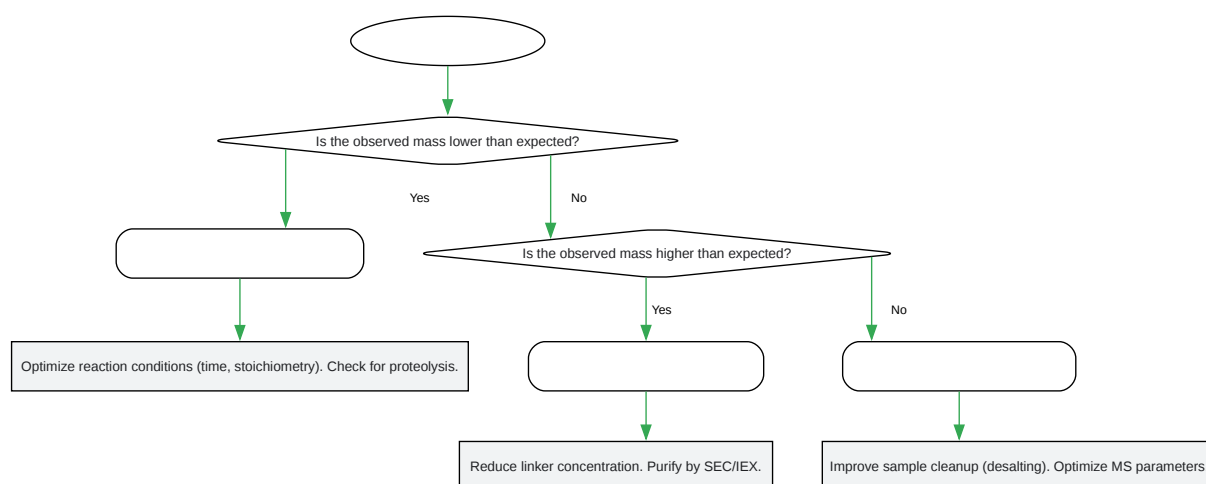 Is the observed mass lower than expected?
Yes
No
Is the observed mass higher than expected?
Yes
No
Optimize reaction conditions (time, stoichiometry). Check for proteolysis.
Reduce linker concentration. Purify by SEC/IEX.
Improve sample cleanup (desalting). Optimize MS parameters